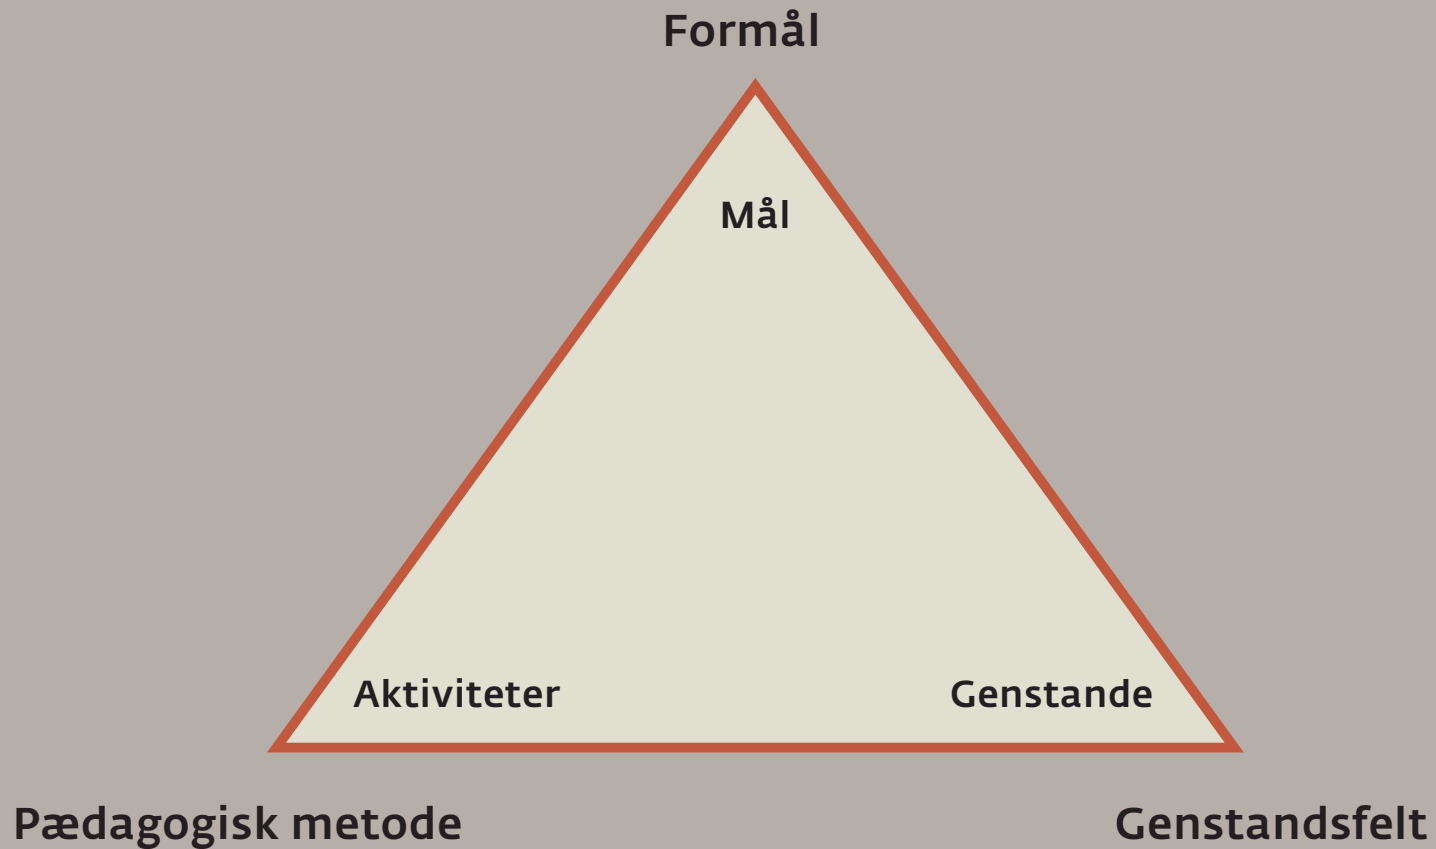 Formål
Mål
Aktiviteter
Genstande
Pædagogisk metode
Genstandsfelt